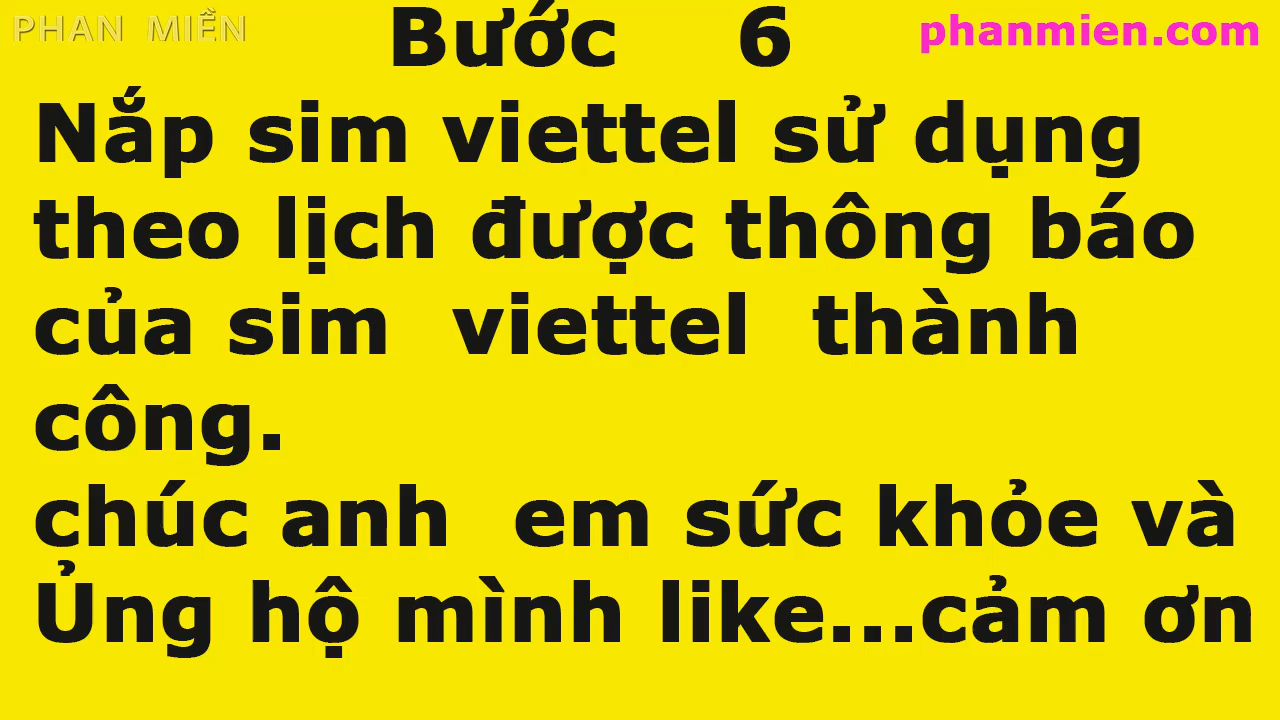 PHAN MIỀN
Bước 6
phanmien.com
Nắp sim viettel sử dụng
theo lịch được thông báo
của sim viettel thành
công.
chúc anh em sức khỏe và
Ủng hộ mình like...cảm ơn